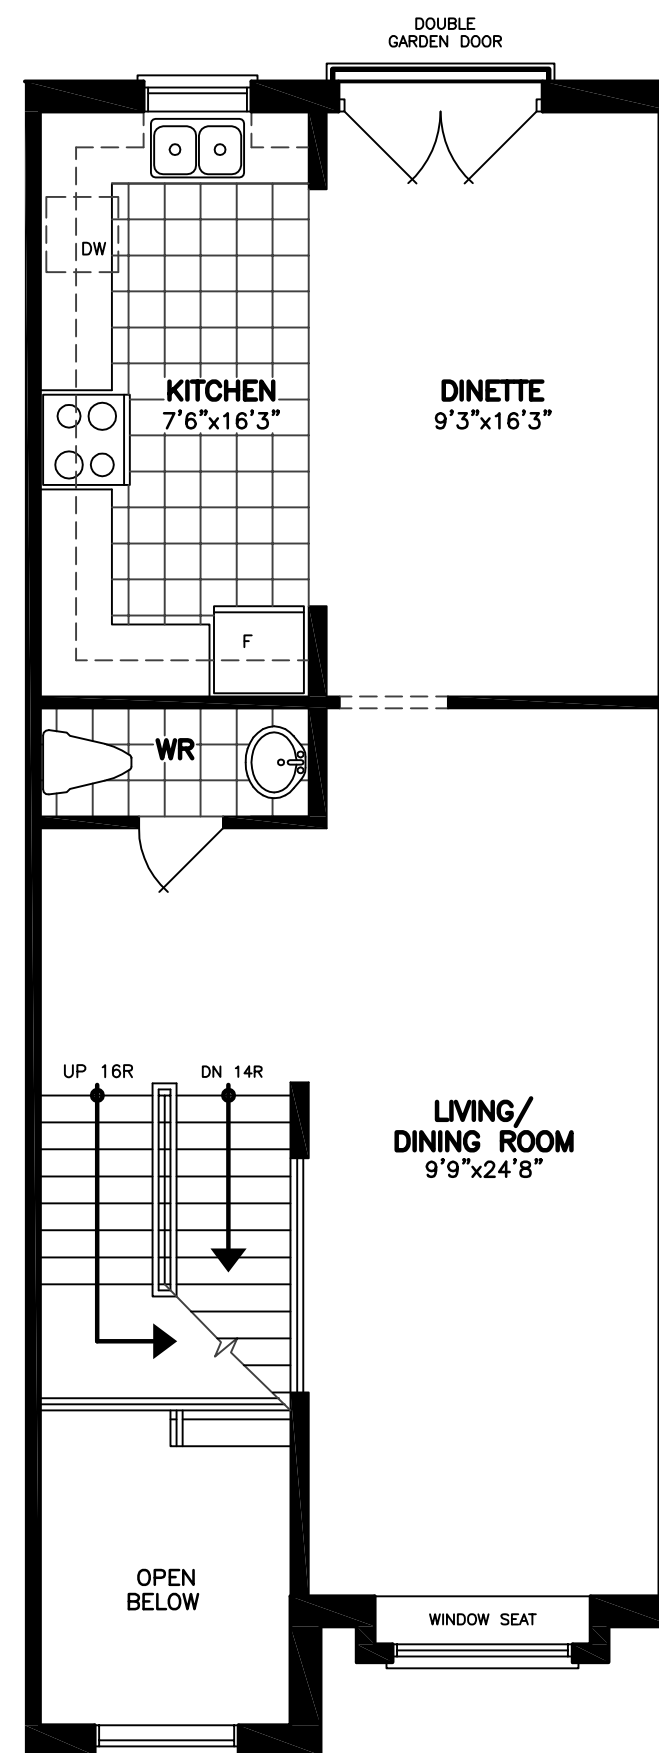 DOUBLE
GARDEN DOOR
DW
KITCHEN
7'6"x16'3"
DINETTE
9'3"x16'3"
F
WR
UP 16R
DN 14R
LIVING/
DINING ROOM
9'9"x24'8"
OPEN
BELOW
WINDOW SEAT